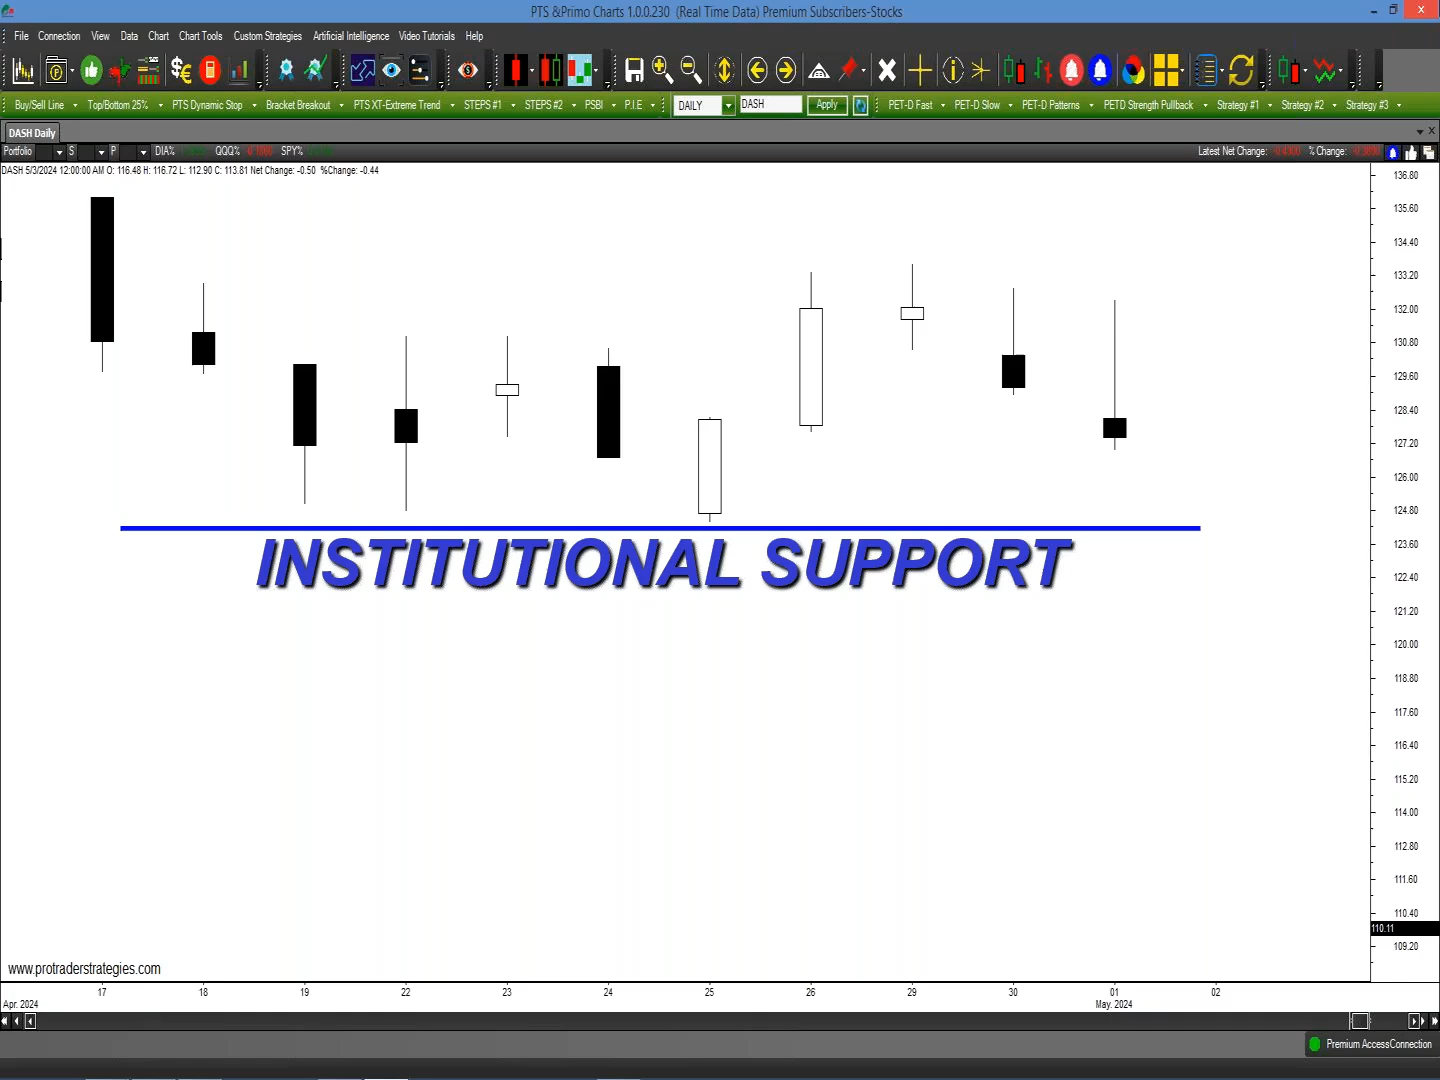 PTS &Primo Charts 1.0.0.230 (Real Time Data) Premium Subscribers-Stocks
File Connection View Data Chart Chart Tools Custom Strategies Artificial Intelligence Video Tutorials Help
Buy/Sell Line Top/Bottom 25% PTS Dynamic Stop Bracket Breakout PTS XT-Extreme Trend STEPS #1 STEPS #2 PSBI P.I.E DAILY DASH Apply PET-D Fast PET-D Slow PET-D Patterns PETD Strength Pullback Strategy #1 Strategy #2 Strategy #3
DASH Daily
Portfolio S P DIA% QQQ% SPY% Latest Net Change: % Change:
DASH 5/3/2024 12:00:00 AM O: 116.48 H: 116.72 L: 112.90 C: 113.81 Net Change: -0.50 %Change: -0.44
136.80
135.60
134.40
133.20
132.00
130.80
129.60
128.40
127.20
126.00
124.80
INSTITUTIONAL SUPPORT
123.60
122.40
121.20
120.00
118.80
117.60
116.40
115.20
114.00
112.80
111.60
110.40
110.11
109.20
www.protraderstrategies.com
17 18 19 22 23 24 25 26 29 30 01 02
Apr. 2024 May. 2024
Premium AccessConnection